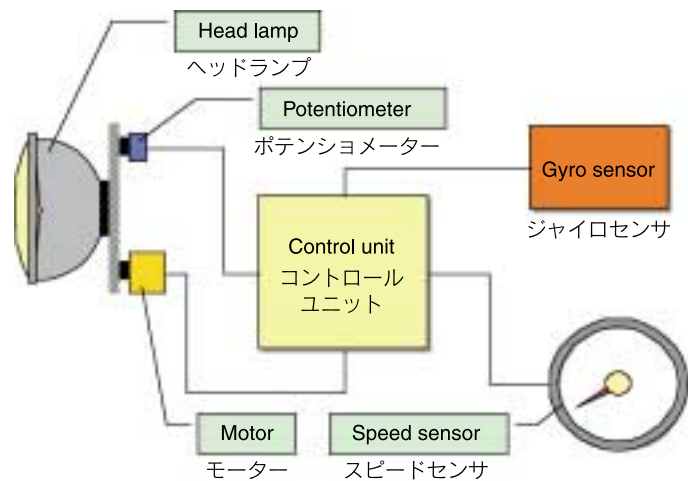 Head lamp
ヘッドランプ
Potentiometer
ポテンショメーター
Gyro sensor
ジャイロセンサ
Control unit
コントロール
ユニット
Motor
モーター
Speed sensor
スピードセンサ